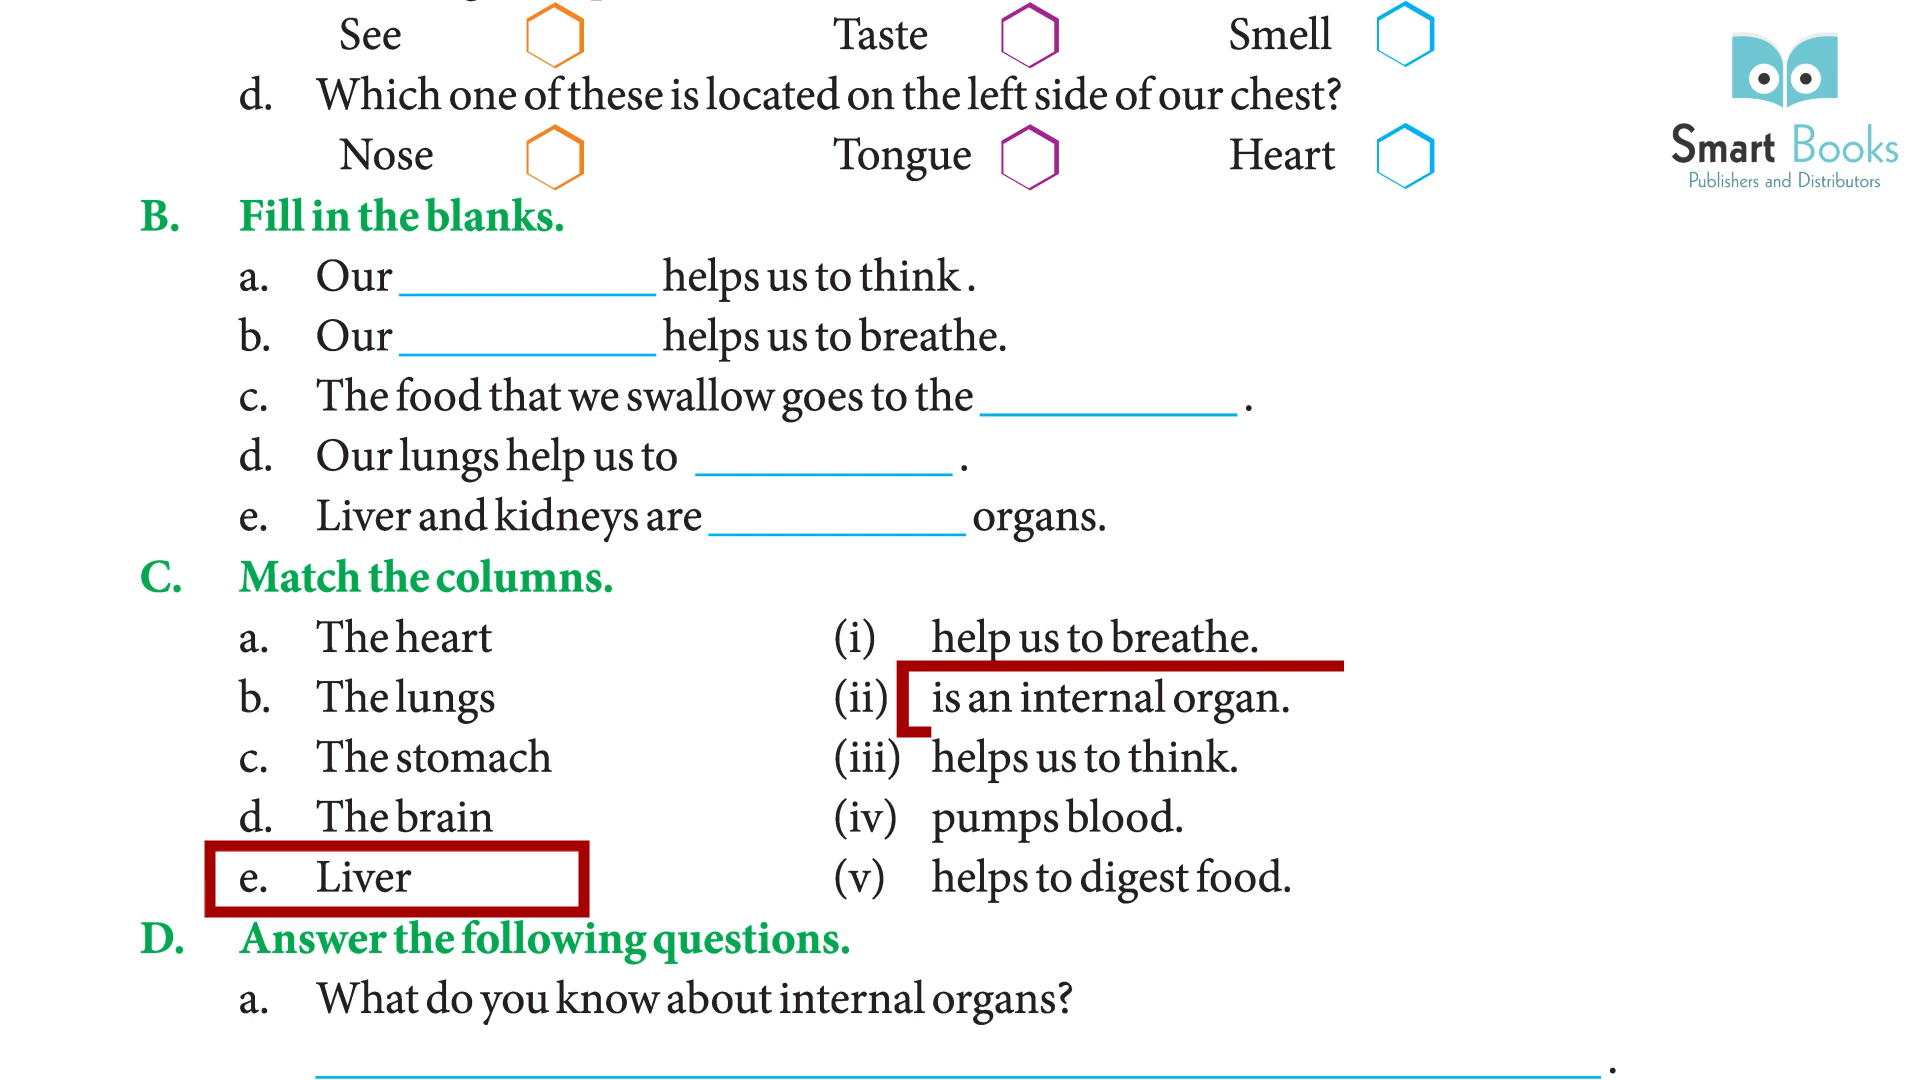 See Taste Smell
d. Which one of these is located on the left side of our chest?
Nose Tongue Heart
Smart Books
Publishers and Distributors
B. Fill in the blanks.
a. Our ____________ helps us to think .
b. Our ____________ helps us to breathe.
c. The food that we swallow goes to the ____________ .
d. Our lungs help us to ____________ .
e. Liver and kidneys are ____________ organs.
C. Match the columns.
a. The heart (i) help us to breathe.
b. The lungs (ii) is an internal organ.
c. The stomach (iii) helps us to think.
d. The brain (iv) pumps blood.
e. Liver (v) helps to digest food.
D. Answer the following questions.
a. What do you know about internal organs?
____________ .